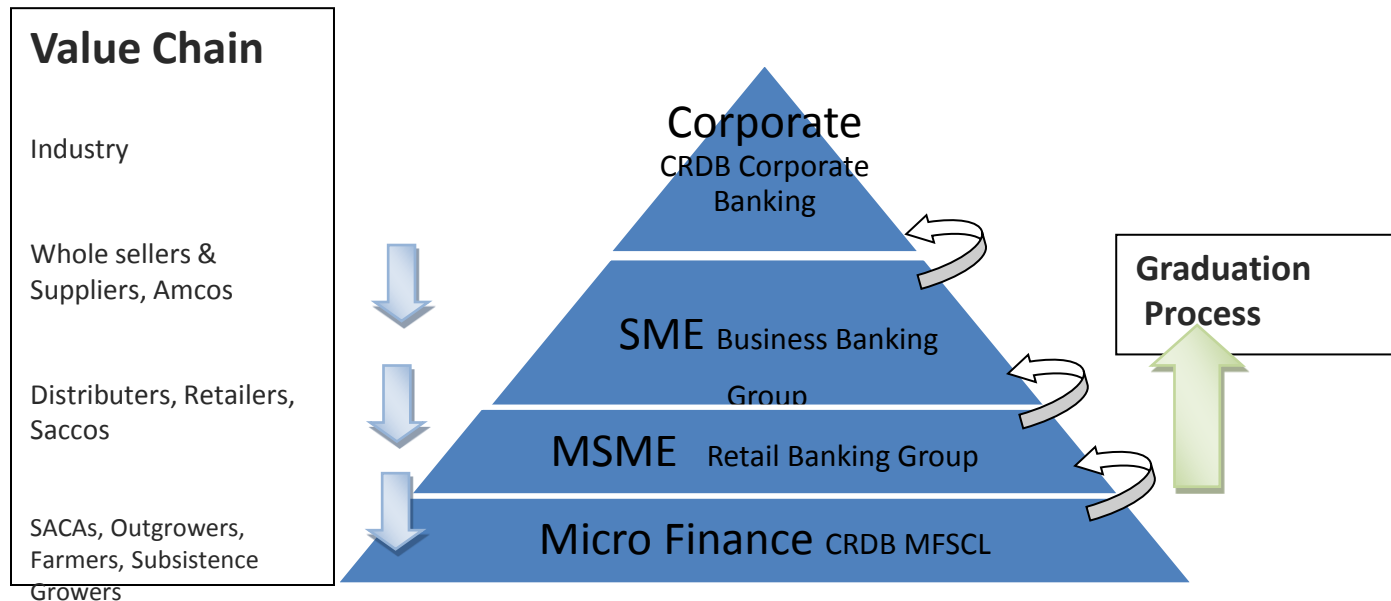 Value Chain
Industry
Whole sellers &
Suppliers, Amcos
Distributers, Retailers,
Saccos
SACAs, Outgrowers,
Farmers, Subsistence
Growers
Corporate
CRDB Corporate
Banking
SME Business Banking
Group
MSME Retail Banking Group
Micro Finance CRDB MFSCL
Graduation
Process